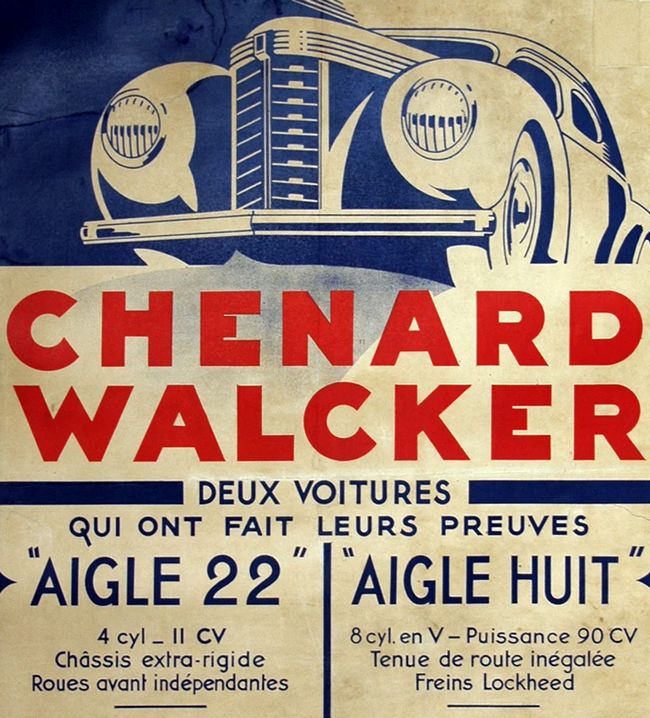 CHENARD
WALCKER
DEUX VOITURES
QUI ONT FAIT LEURS PREUVES
"AIGLE 22"
4 cyl _ 11 CV
Châssis extra-rigide
Roues avant indépendantes
"AIGLE HUIT"
8 cyl. en V – Puissance 90 CV
Tenue de route inégalée
Freins Lockheed